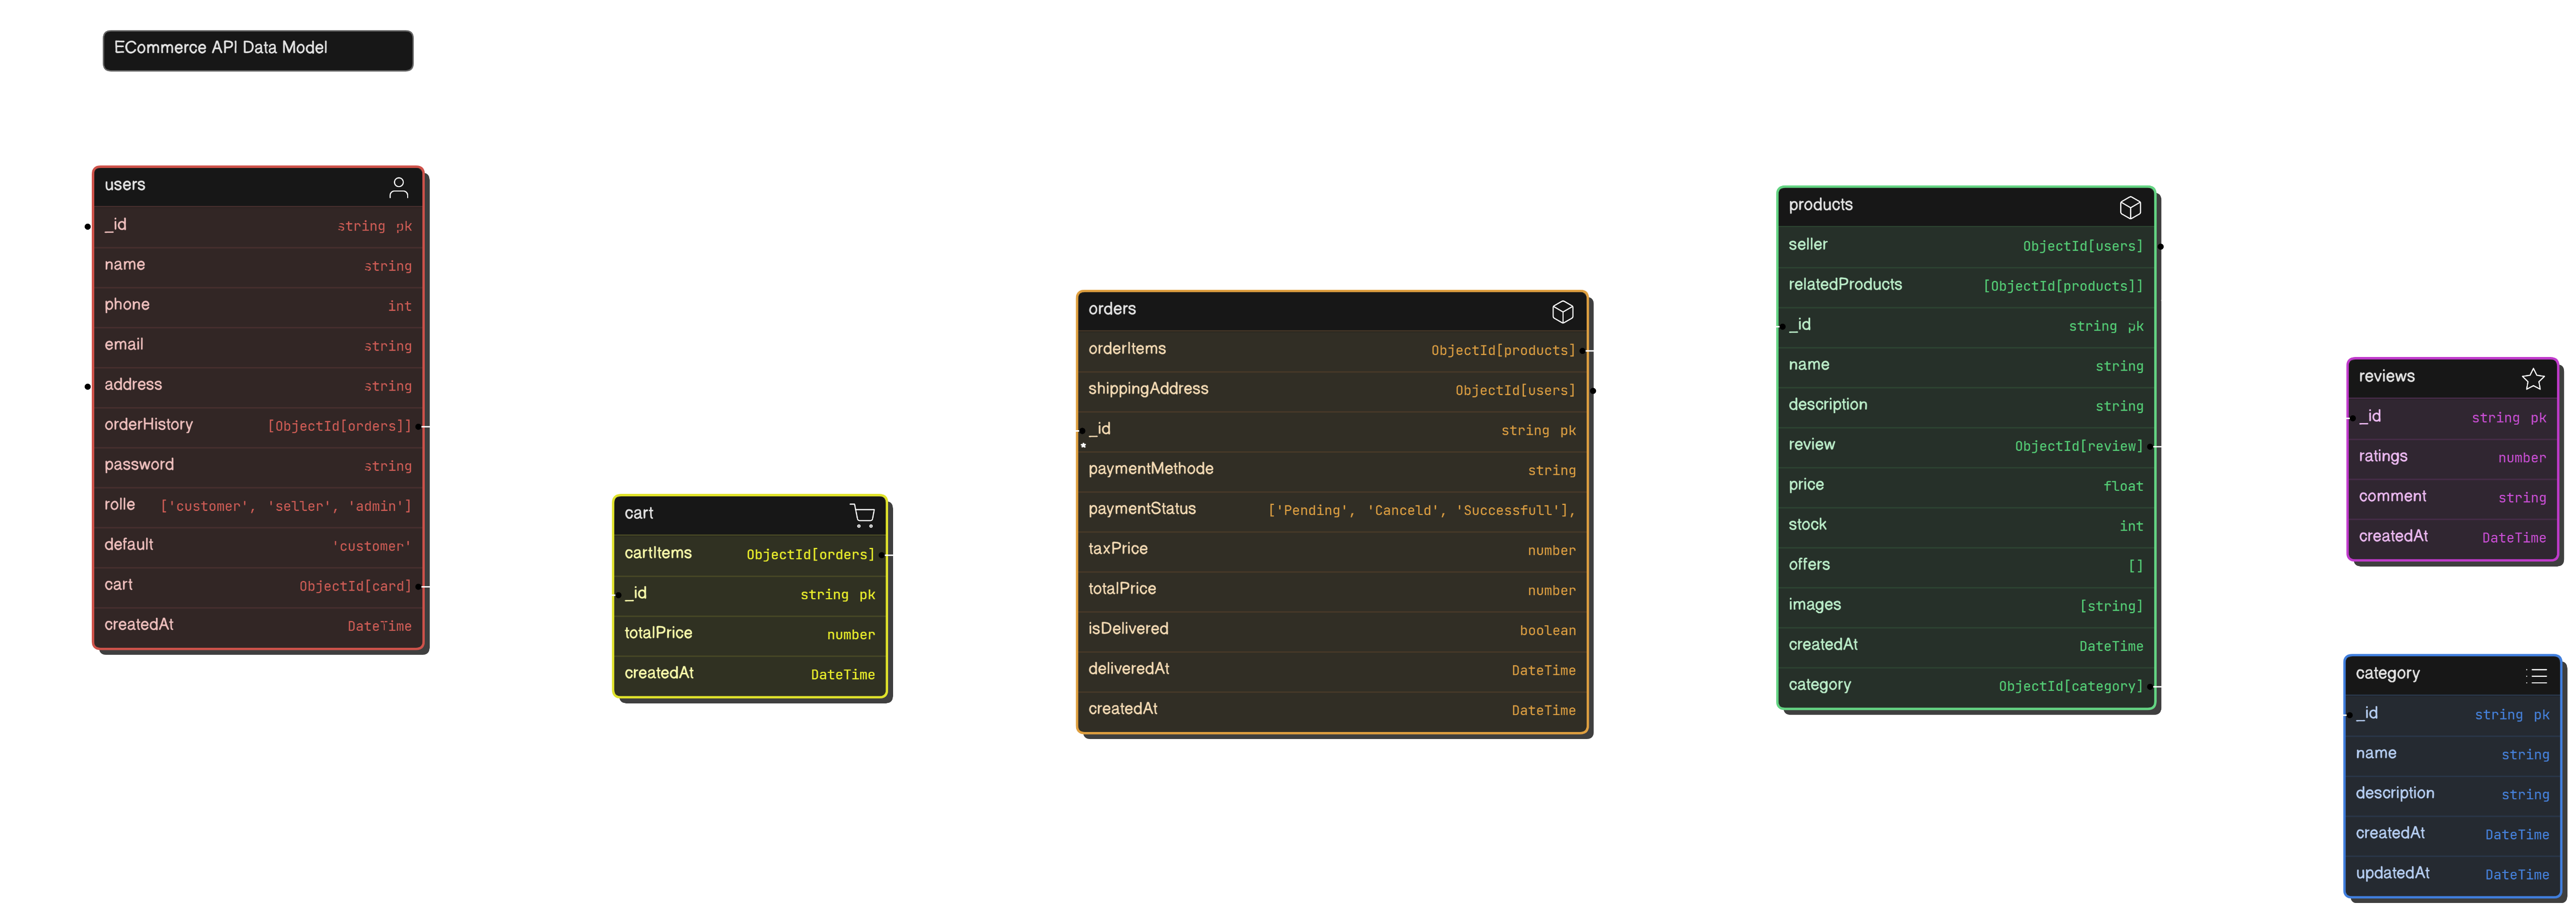 ECommerce API Data Model
users
_id string pk
name string
phone int
email string
address string
orderHistory [ObjectId[orders]]
password string
rolle ['customer', 'seller', 'admin']
default 'customer'
cart ObjectId[card]
createdAt DateTime
cart
cartItems ObjectId[orders]
_id string pk
totalPrice number
createdAt DateTime
orders
orderItems ObjectId[products]
shippingAddress ObjectId[users]
_id string pk
*
paymentMethode string
paymentStatus ['Pending', 'Canceld', 'Successfull'],
taxPrice number
totalPrice number
isDelivered boolean
deliveredAt DateTime
createdAt DateTime
products
seller ObjectId[users]
relatedProducts [ObjectId[products]]
_id string pk
name string
description string
review ObjectId[review]
price float
stock int
offers []
images [string]
createdAt DateTime
category ObjectId[category]
reviews
_id string pk
ratings number
comment string
createdAt DateTime
category
_id string pk
name string
description string
createdAt DateTime
updatedAt DateTime